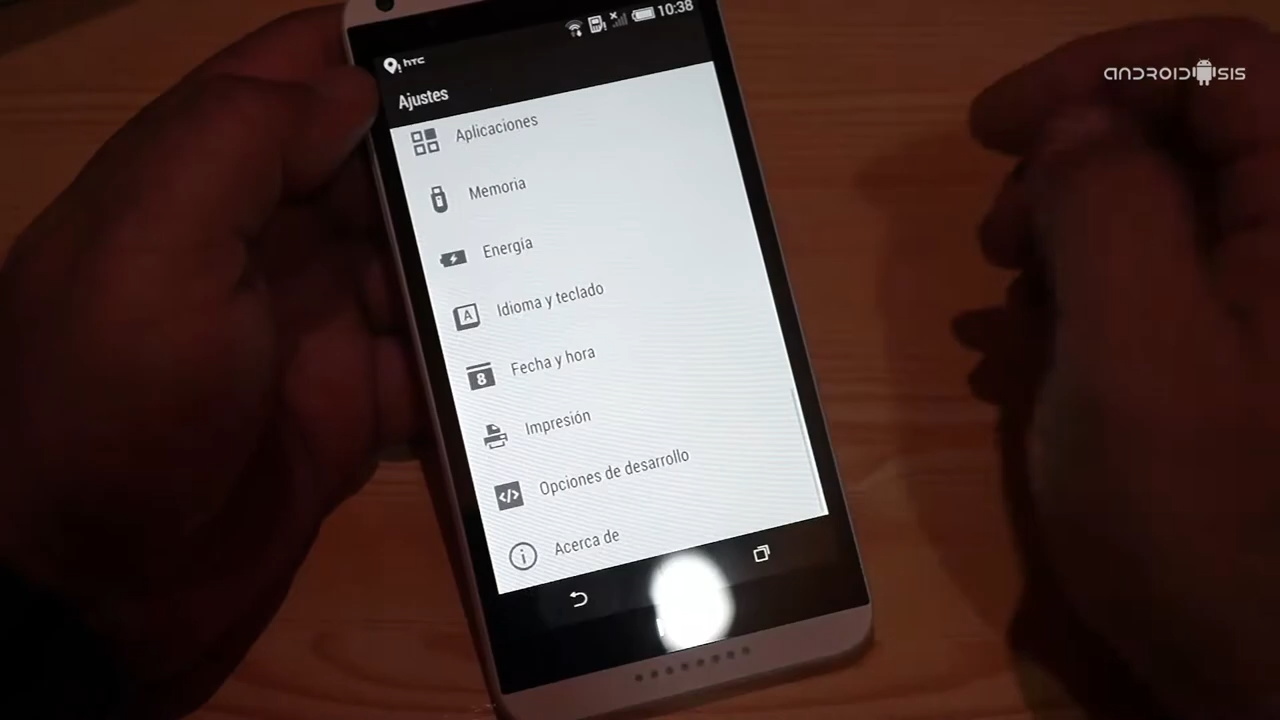 10:38
hTC
Ajustes
ANDROIDSIS
Aplicaciones
Memoria
Energía
Idioma y teclado
Fecha y hora
Impresión
Opciones de desarrollo
Acerca de